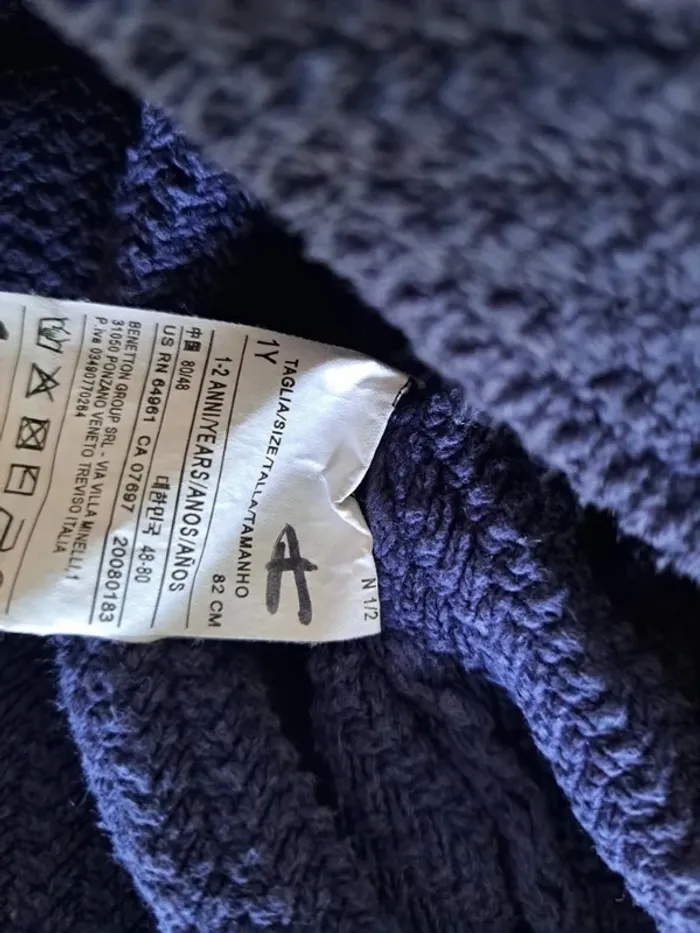 N 1/2
A
TAGLIA/SIZE/TALLA/TAMANHO
1Y 82 CM
1-2 ANNI/YEARS/ANOS/AÑOS
中国 80/48 대한민국 48-80
US RN 64961 CA 07697 20080183
BENETTON GROUP SRL - VIA VILLA MINELLI,1
31050 PONZANO VENETO TREVISO ITALIA
P.iva 03490770264